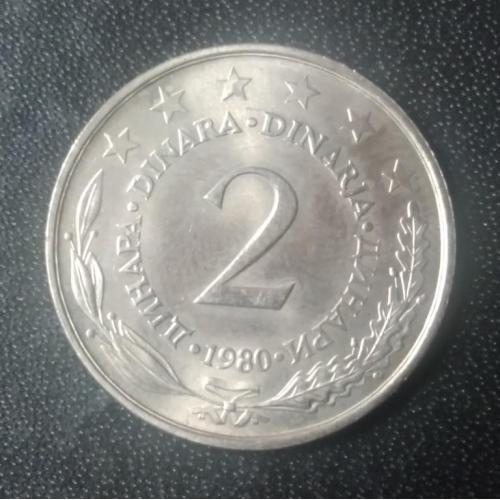 ДИНАРА · DINARA · DINARJA · ДИНАРИ · 1980 ·
2